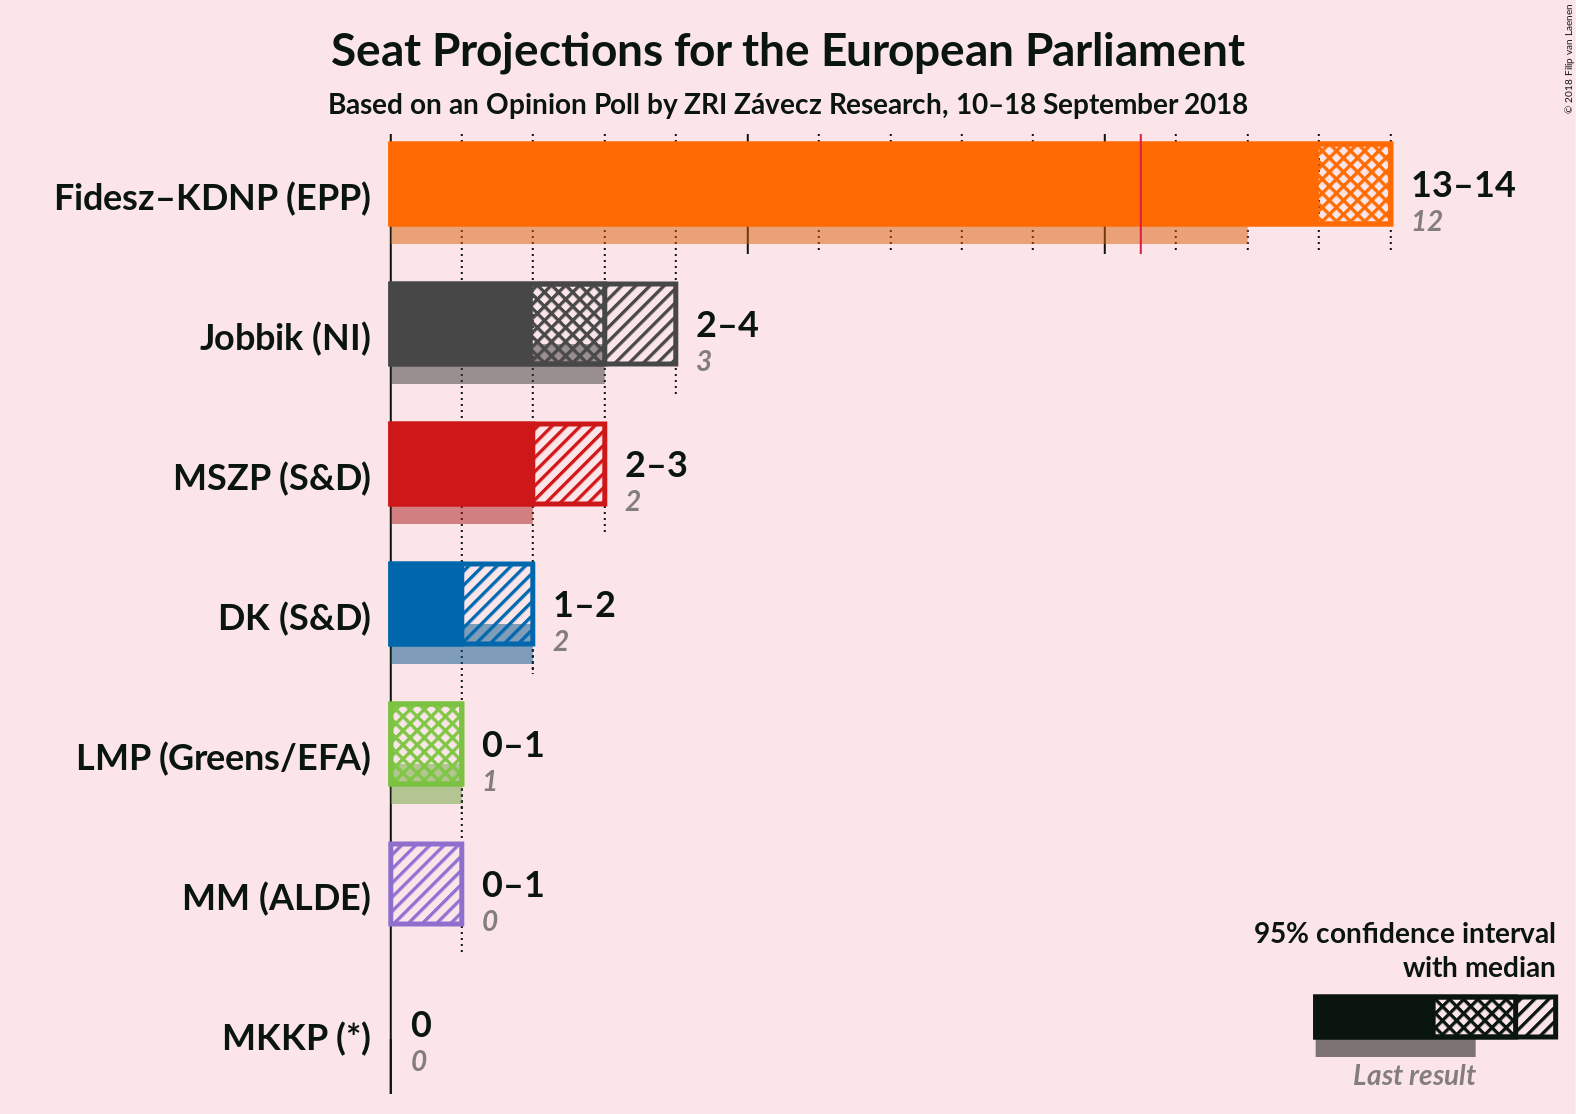 Seat Projections for the European Parliament
Based on an Opinion Poll by ZRI Závecz Research, 10–18 September 2018
© 2018 Filip van Laenen
Fidesz–KDNP (EPP)
13–14
12
Jobbik (NI)
2–4
3
MSZP (S&D)
2–3
2
DK (S&D)
1–2
2
LMP (Greens/EFA)
0–1
1
MM (ALDE)
0–1
0
MKKP (*)
0
0
95% confidence interval
with median
Last result